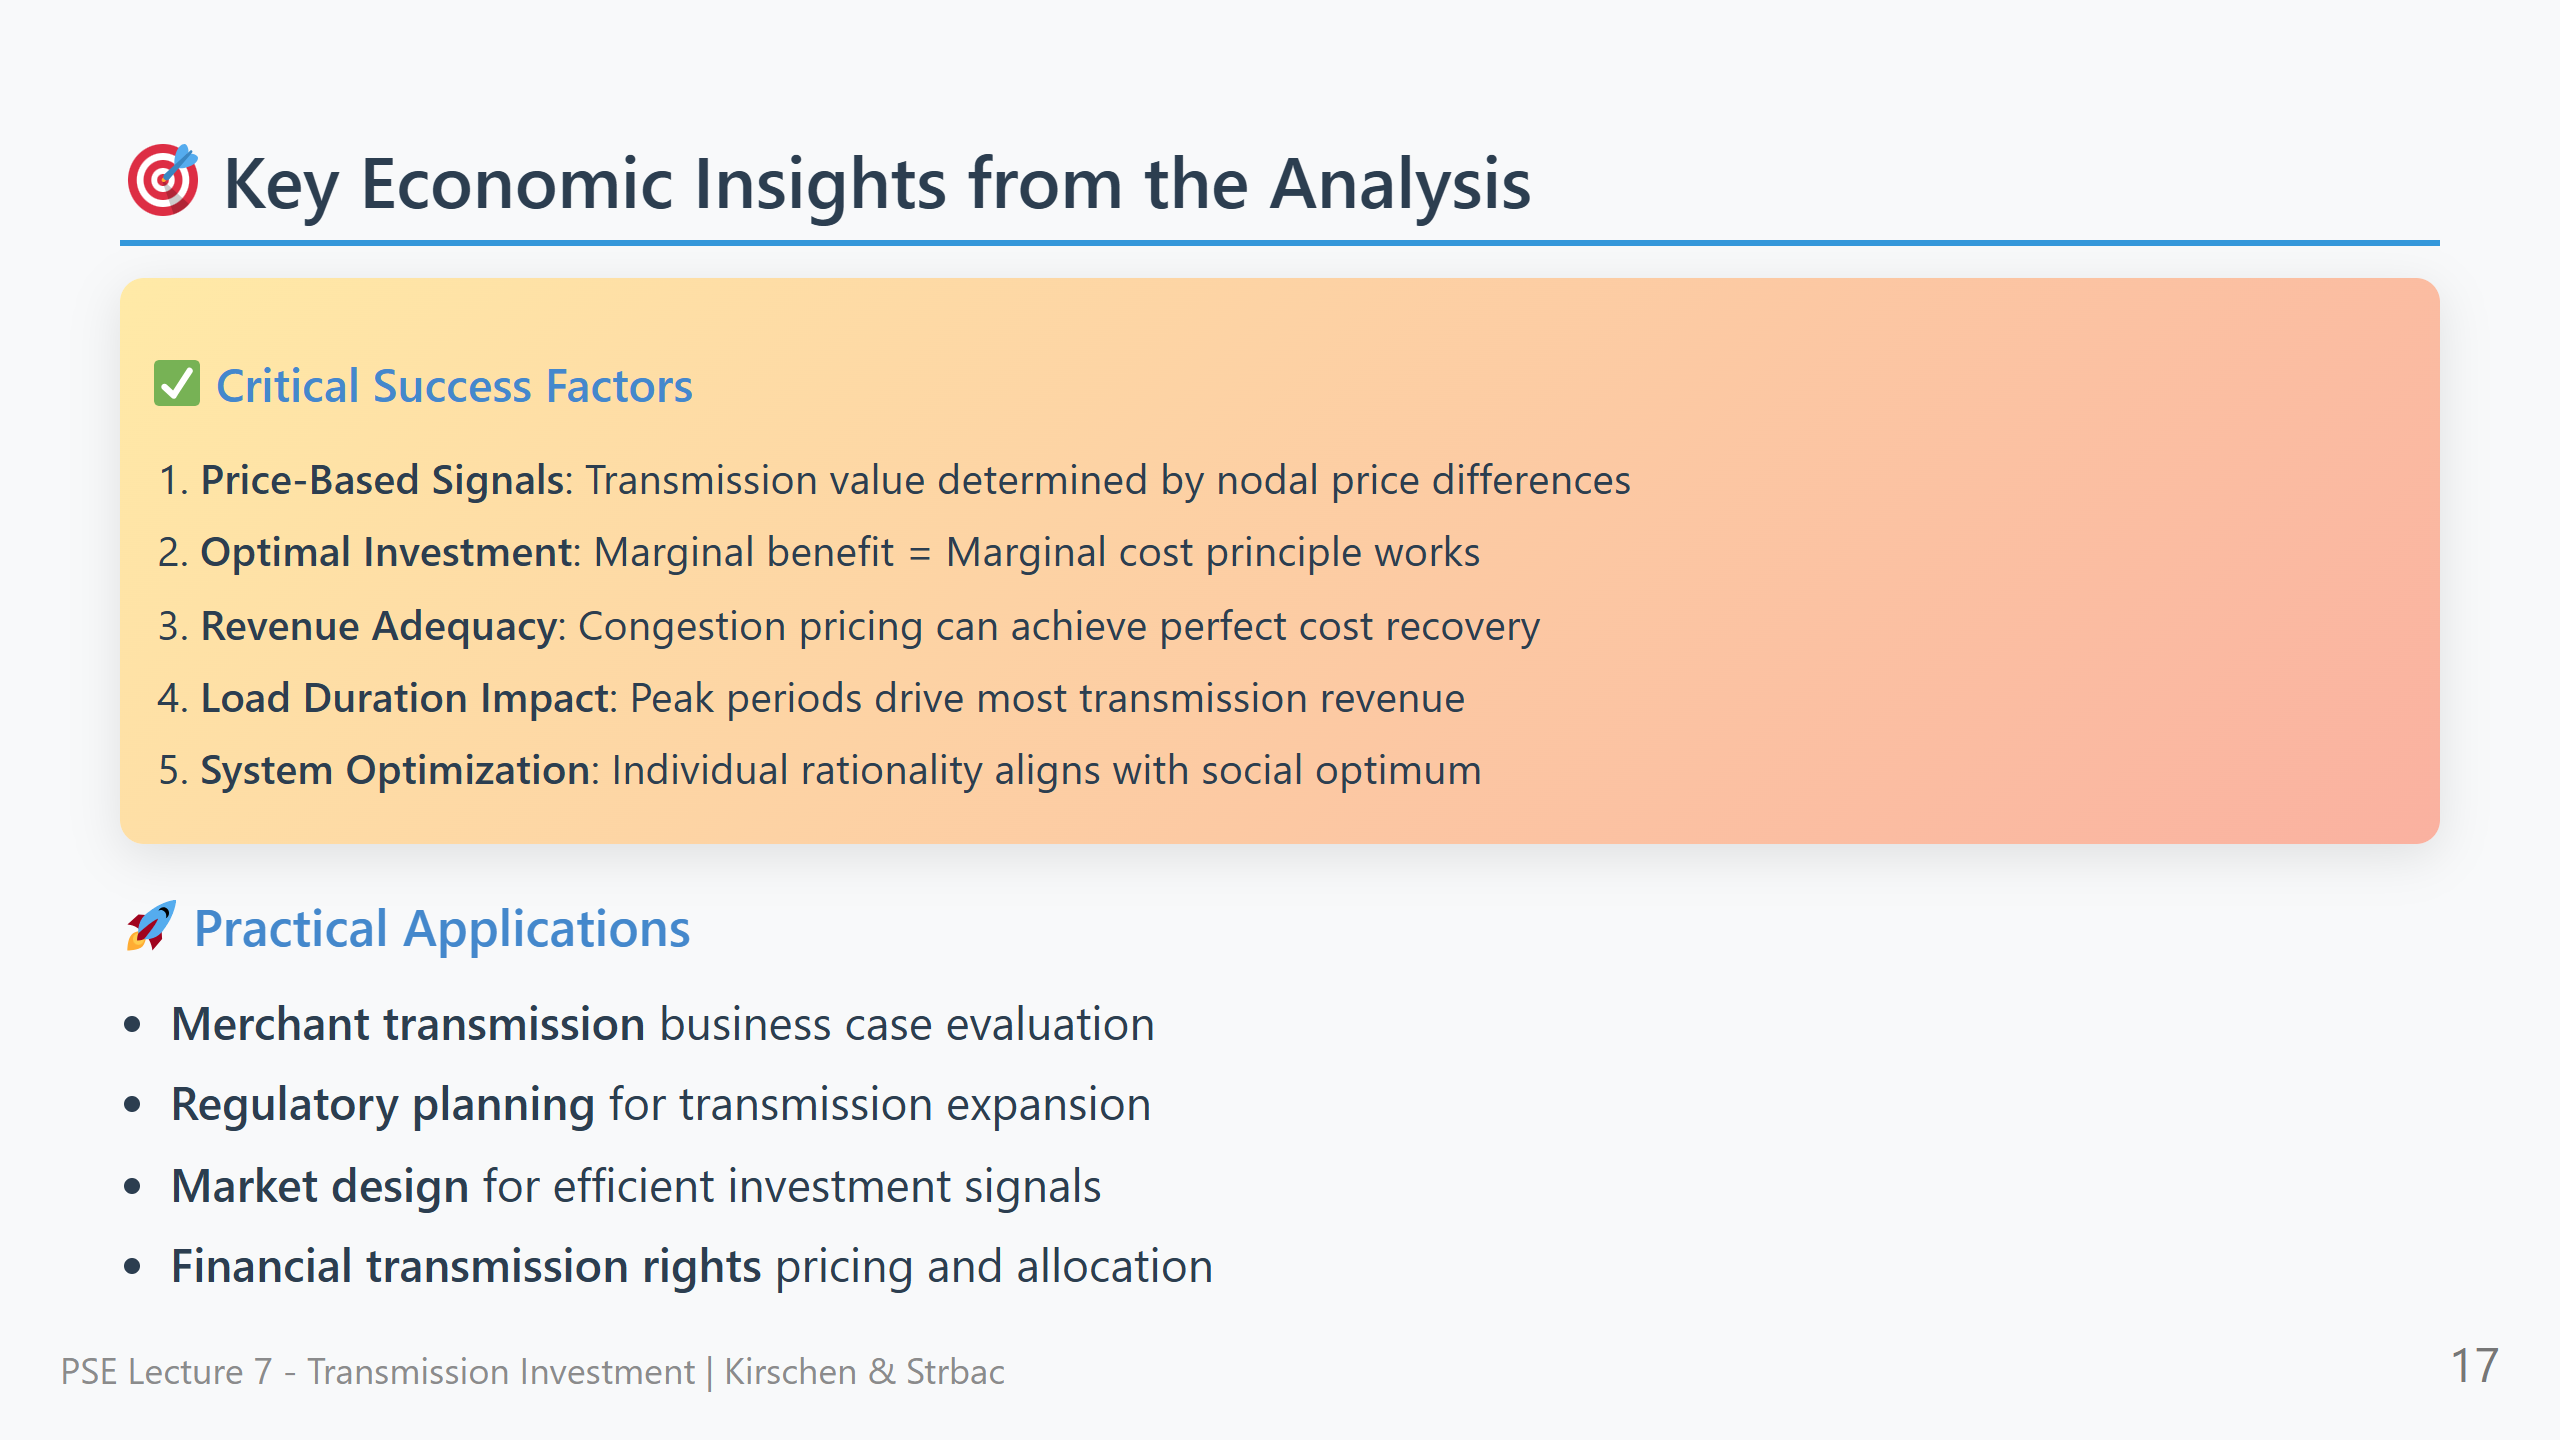 Key Economic Insights from the Analysis
Critical Success Factors
1. Price-Based Signals: Transmission value determined by nodal price differences
2. Optimal Investment: Marginal benefit = Marginal cost principle works
3. Revenue Adequacy: Congestion pricing can achieve perfect cost recovery
4. Load Duration Impact: Peak periods drive most transmission revenue
5. System Optimization: Individual rationality aligns with social optimum
Practical Applications
• Merchant transmission business case evaluation
• Regulatory planning for transmission expansion
• Market design for efficient investment signals
• Financial transmission rights pricing and allocation
PSE Lecture 7 - Transmission Investment | Kirschen & Strbac
17